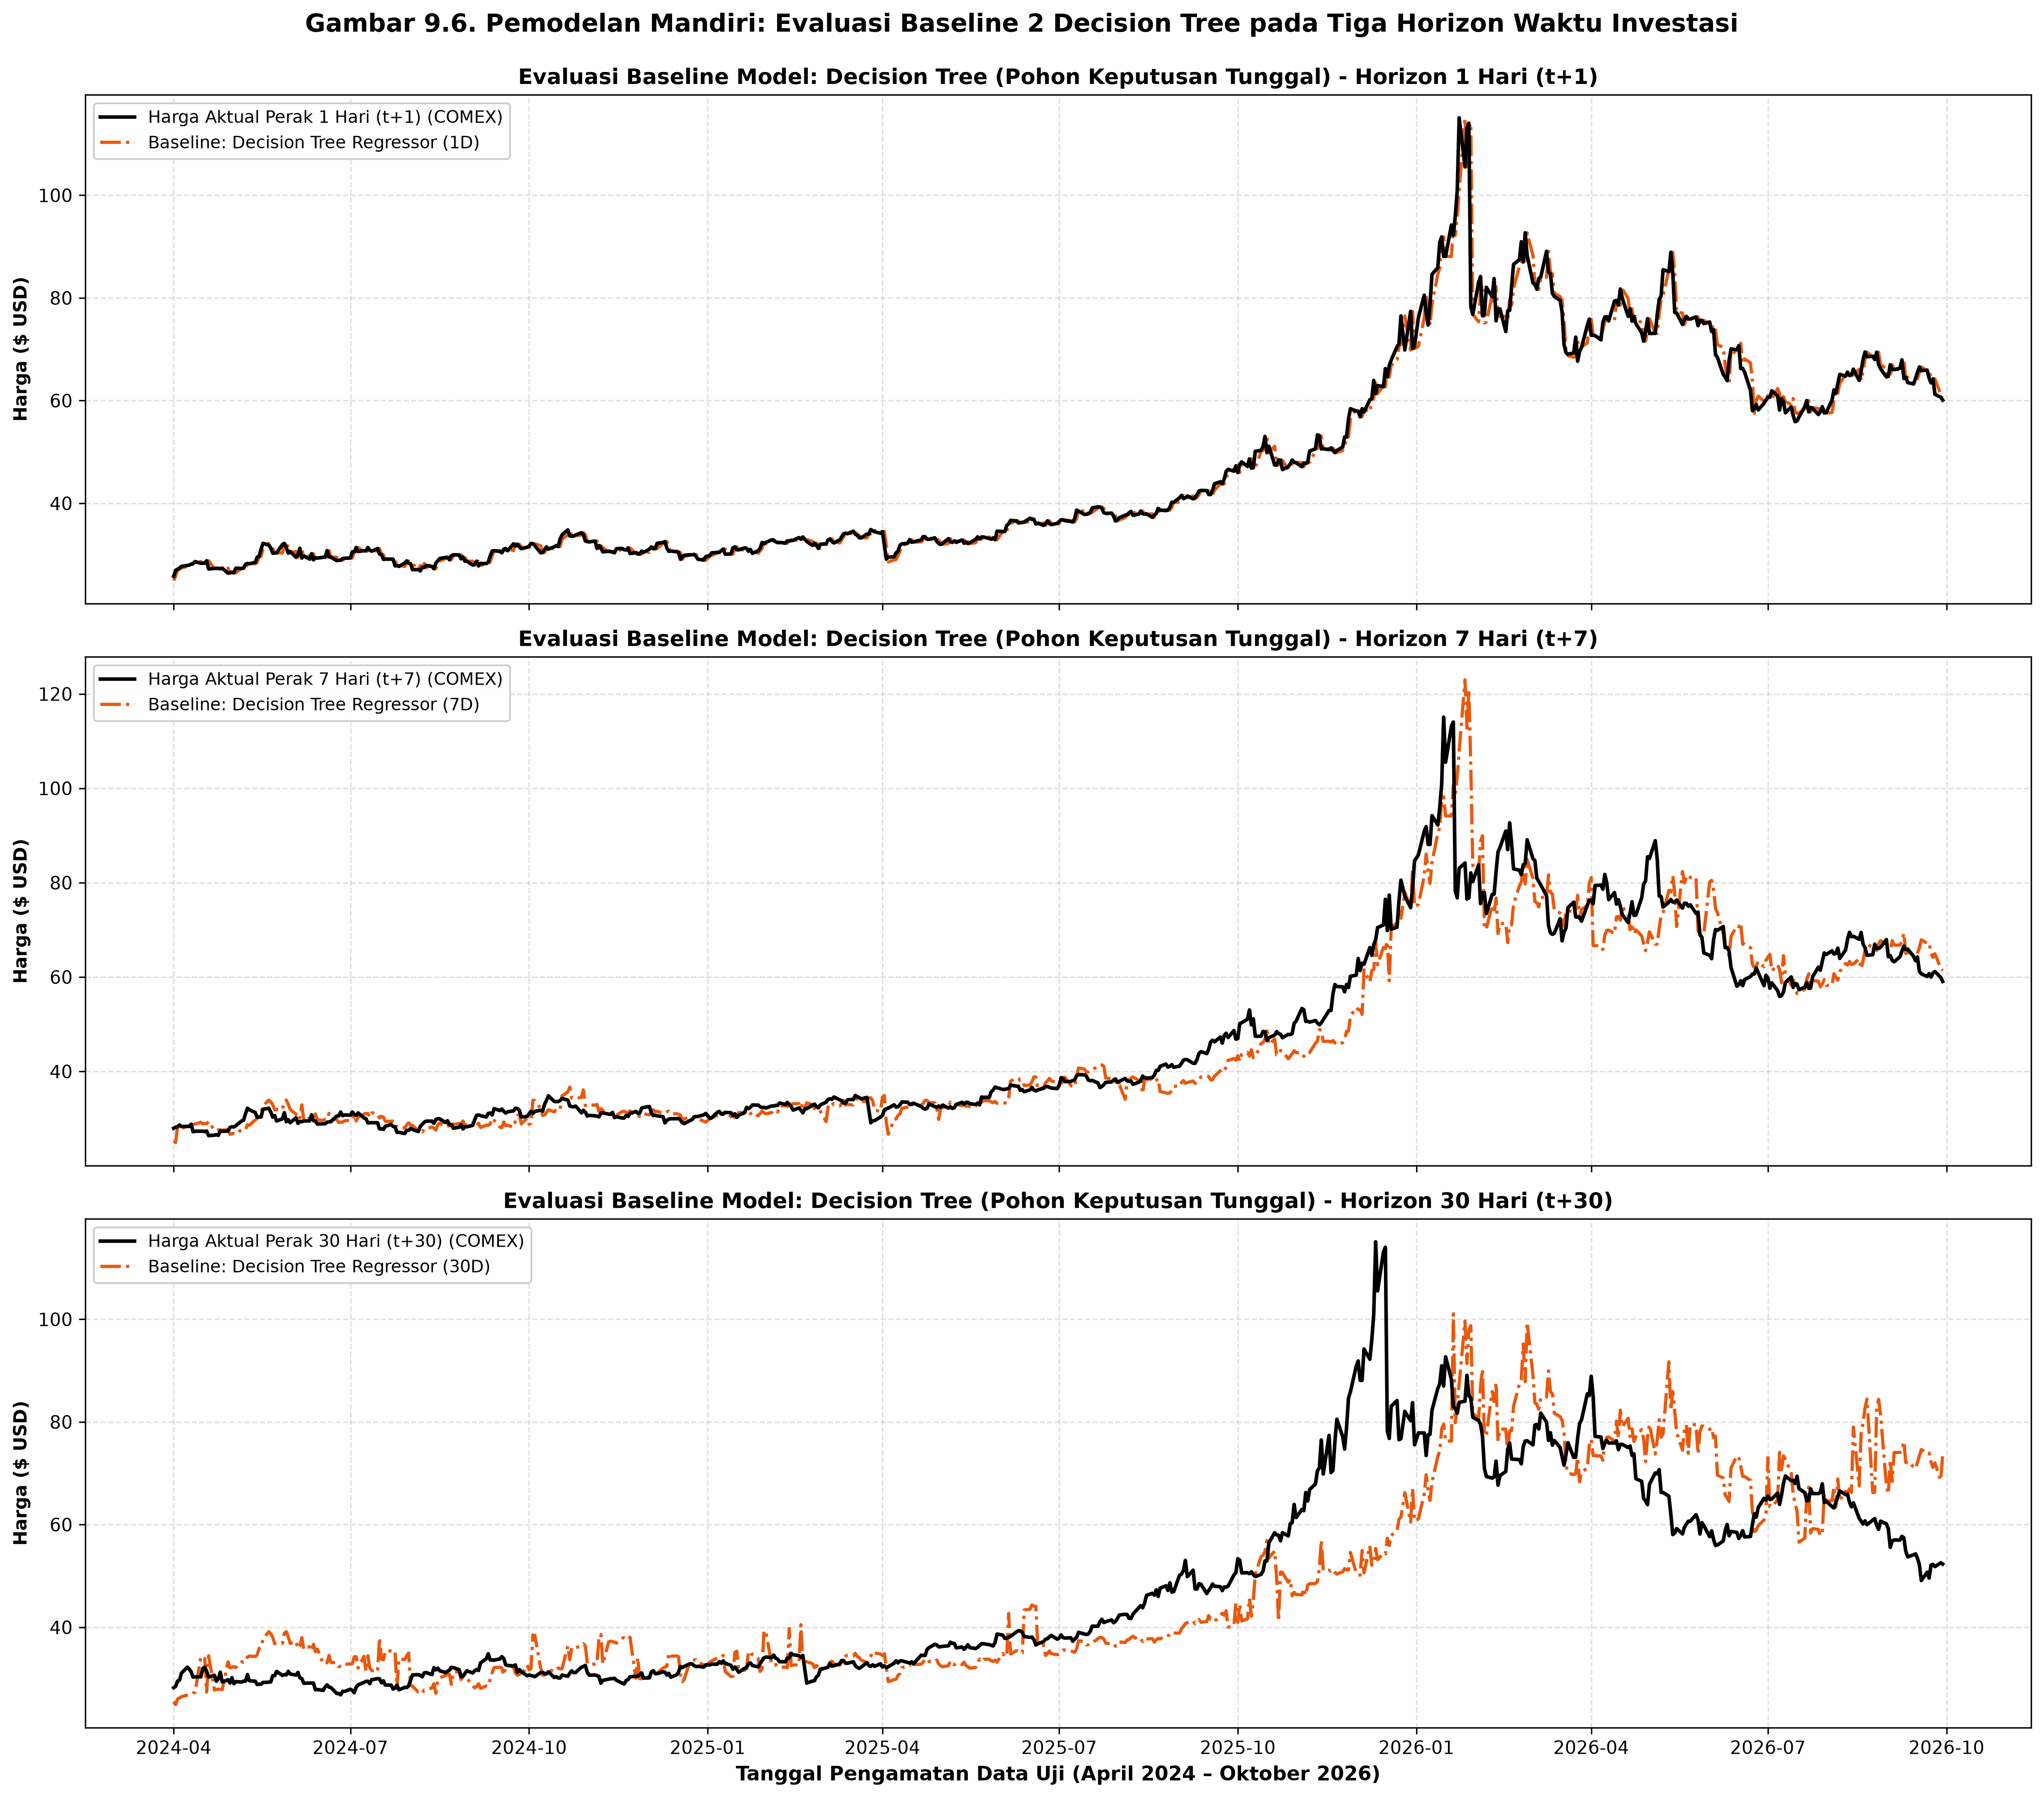 Gambar 9.6. Pemodelan Mandiri: Evaluasi Baseline 2 Decision Tree pada Tiga Horizon Waktu Investasi
Evaluasi Baseline Model: Decision Tree (Pohon Keputusan Tunggal) - Horizon 1 Hari (t+1)
Harga Aktual Perak 1 Hari (t+1) (COMEX)
Baseline: Decision Tree Regressor (1D)
Harga ($ USD)
100
80
60
40
Evaluasi Baseline Model: Decision Tree (Pohon Keputusan Tunggal) - Horizon 7 Hari (t+7)
Harga Aktual Perak 7 Hari (t+7) (COMEX)
Baseline: Decision Tree Regressor (7D)
Harga ($ USD)
120
100
80
60
40
Evaluasi Baseline Model: Decision Tree (Pohon Keputusan Tunggal) - Horizon 30 Hari (t+30)
Harga Aktual Perak 30 Hari (t+30) (COMEX)
Baseline: Decision Tree Regressor (30D)
Harga ($ USD)
100
80
60
40
2024-04 2024-07 2024-10 2025-01 2025-04 2025-07 2025-10 2026-01 2026-04 2026-07 2026-10
Tanggal Pengamatan Data Uji (April 2024 – Oktober 2026)